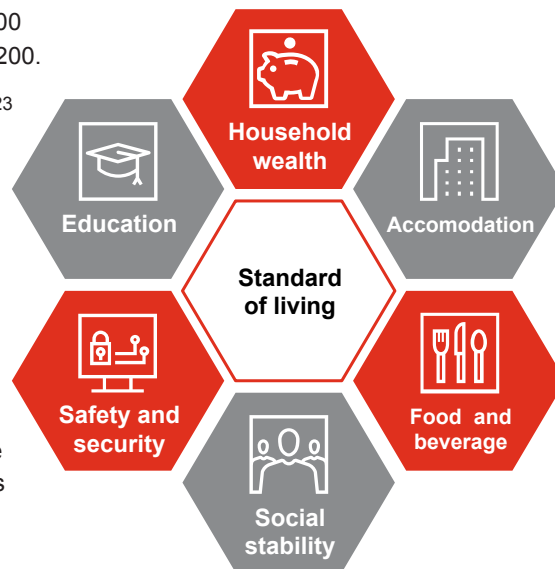 00
200.
23
Household
wealth
Education
Accomodation
Standard
of living
Safety and
security
Food and
beverage
e
s
Social
stability